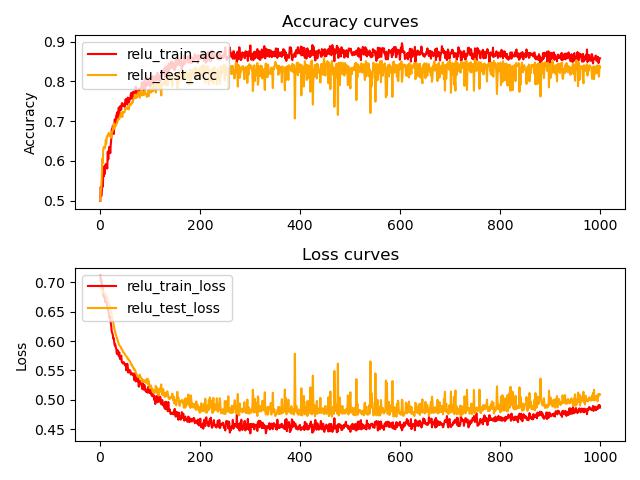 Accuracy curves
Accuracy
0.9
0.8
0.7
0.6
0.5
relu_train_acc
relu_test_acc
0 200 400 600 800 1000
Loss curves
Loss
0.70
0.65
0.60
0.55
0.50
0.45
relu_train_loss
relu_test_loss
0 200 400 600 800 1000